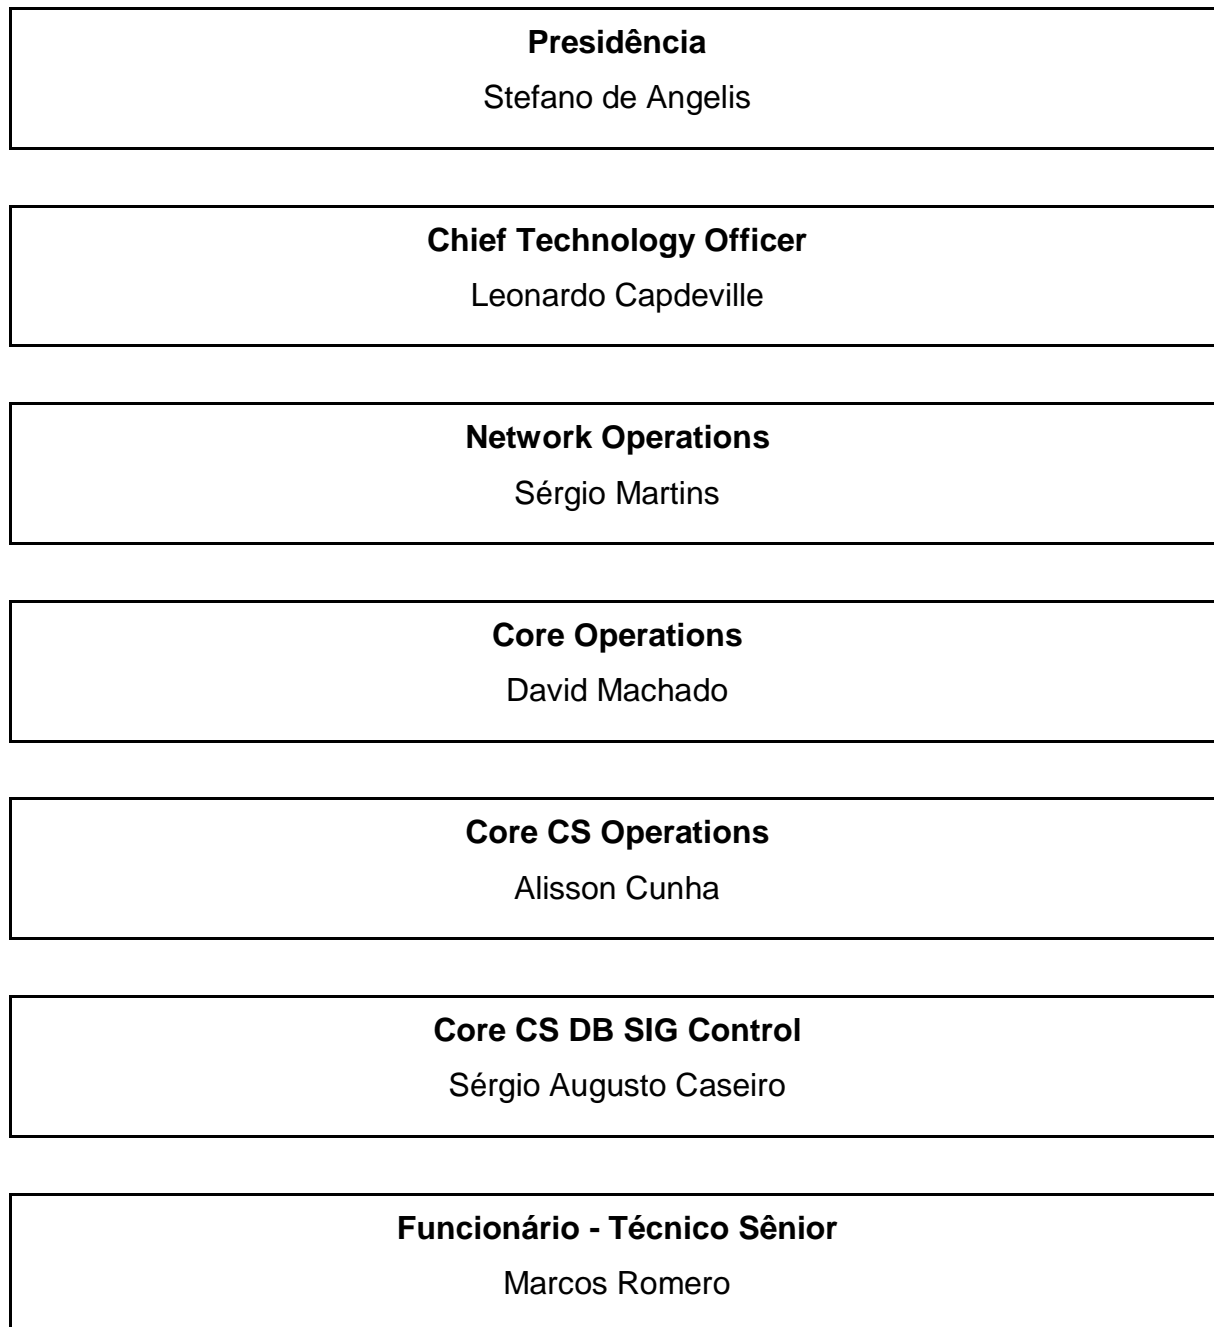 Presidência
Stefano de Angelis
Chief Technology Officer
Leonardo Capdeville
Network Operations
Sérgio Martins
Core Operations
David Machado
Core CS Operations
Alisson Cunha
Core CS DB SIG Control
Sérgio Augusto Caseiro
Funcionário - Técnico Sênior
Marcos Romero